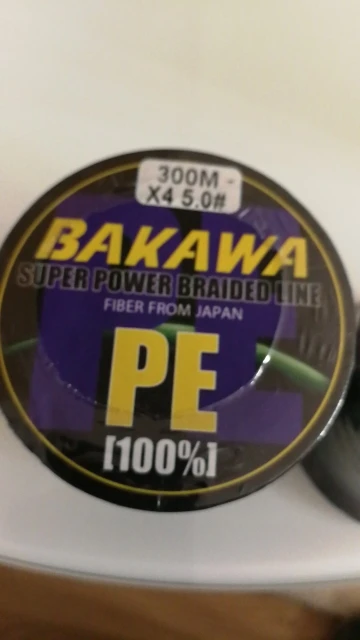 300M -
X4 5.0#
BAKAWA
SUPER POWER BRAIDED LINE
FIBER FROM JAPAN
PE
[100%]